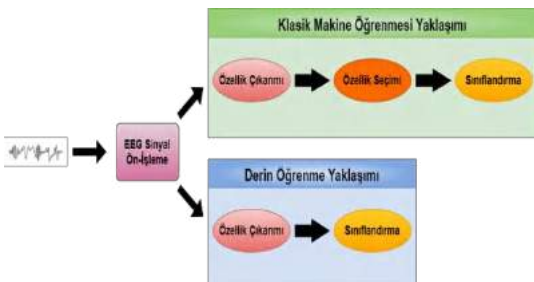 Klasik Makine Öğrenmesi Yaklaşımı
Özellik Çıkarımı
Özellik Seçimi
Sınıflandırma
EEG Sinyal
Ön-İşleme
Derin Öğrenme Yaklaşımı
Özellik Çıkarımı
Sınıflandırma